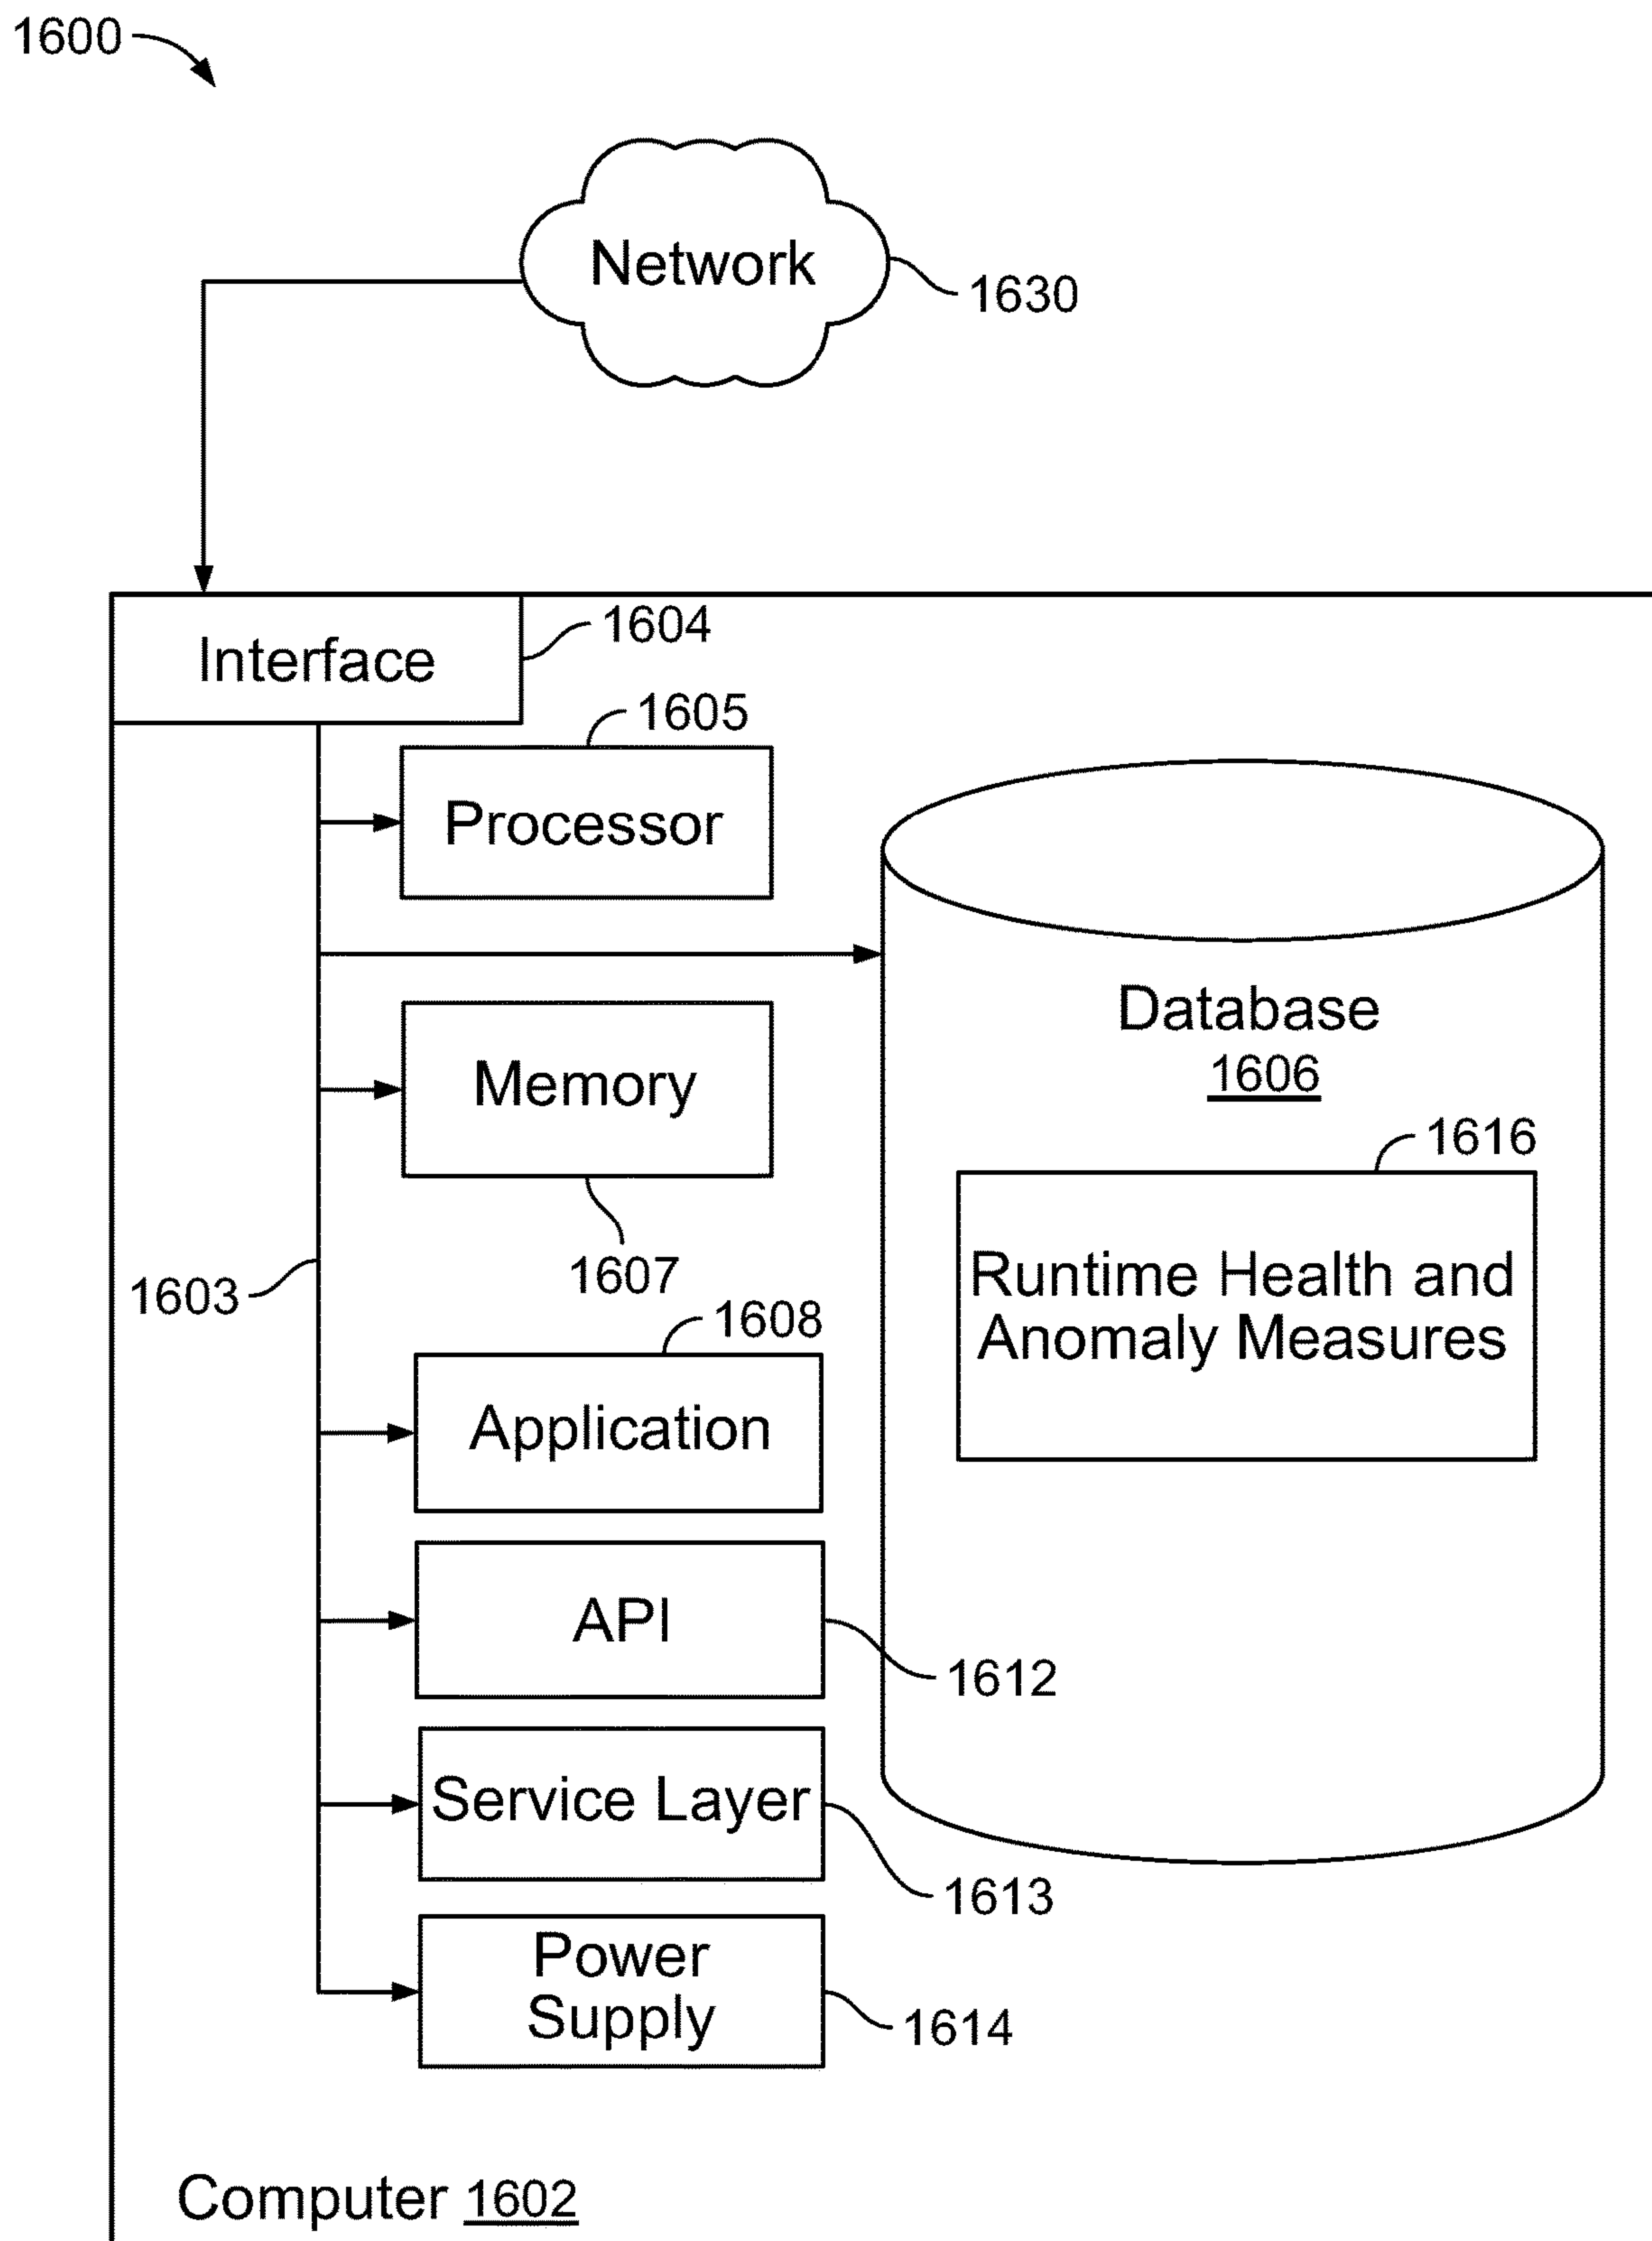 1600
Network
1630
Interface
1604
1605
Processor
Database
1606
Memory
1607
1616
Runtime Health and
Anomaly Measures
1603
1608
Application
API
1612
Service Layer
1613
Power
Supply
1614
Computer 1602